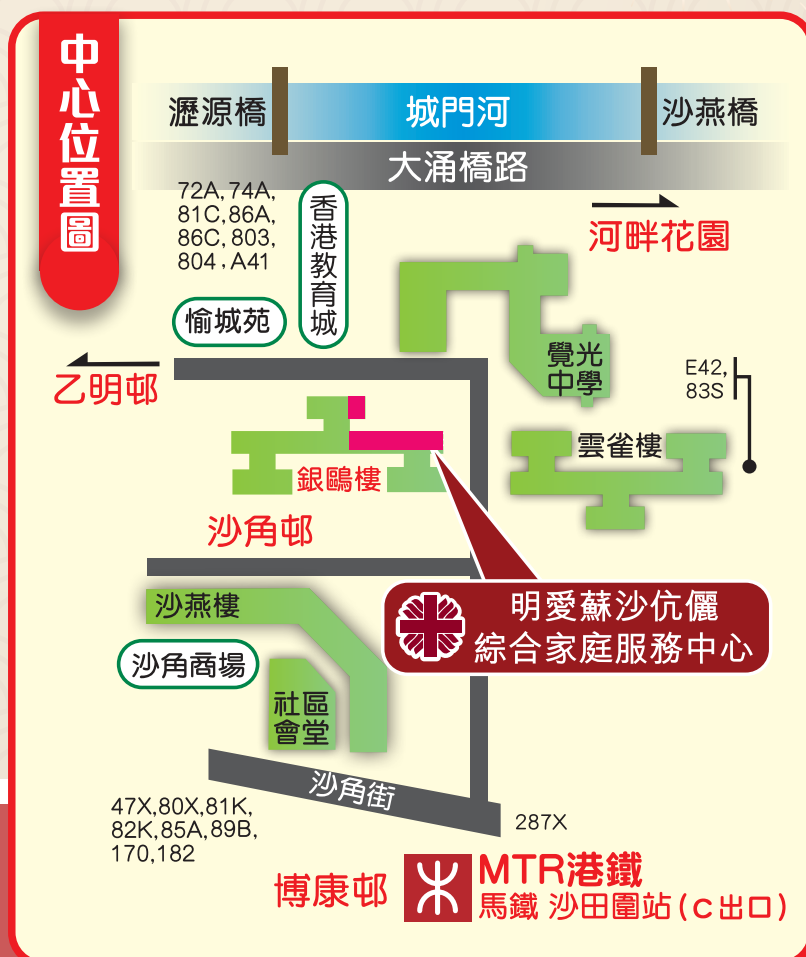 中心位置圖
瀝源橋
城門河
沙燕橋
大涌橋路
72A, 74A,
81C, 86A,
86C, 803,
804, A41
香港教育城
河畔花園
愉城苑
乙明邨
覺光
中學
E42,
83S
雲雀樓
銀鷗樓
沙角邨
明愛蘇沙伉儷
綜合家庭服務中心
沙燕樓
沙角商場
社區
會堂
沙角街
47X,80X,81K,
82K,85A,89B,
170,182
287X
博康邨
MTR港鐵
馬鐵 沙田圍站(C出口)